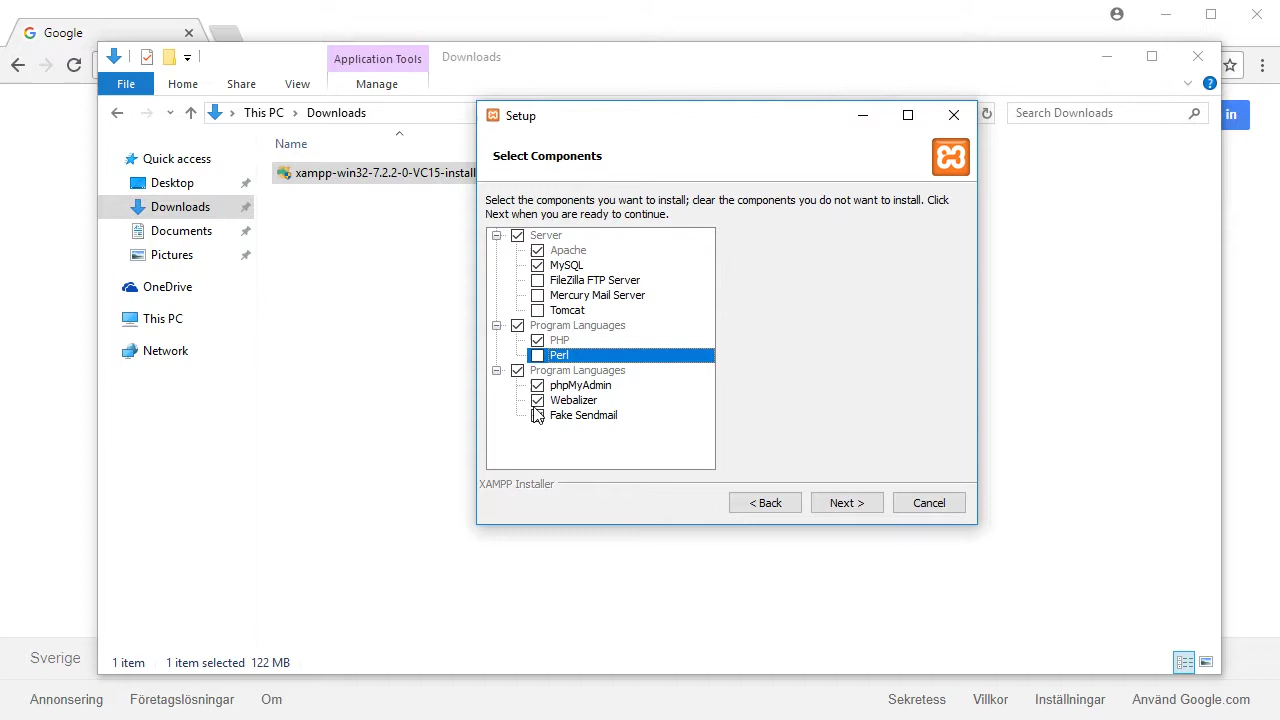 Google
Application Tools
Downloads
File
Home
Share
View
Manage
This PC
Downloads
Search Downloads
in
Name
xampp-win32-7.2.2-0-VC15-install
Quick access
Desktop
Downloads
Documents
Pictures
OneDrive
This PC
Network
Setup
Select Components
Select the components you want to install; clear the components you do not want to install. Click
Next when you are ready to continue.
Server
Apache
MySQL
FileZilla FTP Server
Mercury Mail Server
Tomcat
Program Languages
PHP
Perl
Program Languages
phpMyAdmin
Webalizer
Fake Sendmail
XAMPP Installer
< Back
Next >
Cancel
1 item
1 item selected
122 MB
Sverige
Annonsering
Företagslösningar
Om
Sekretess
Villkor
Inställningar
Använd Google.com